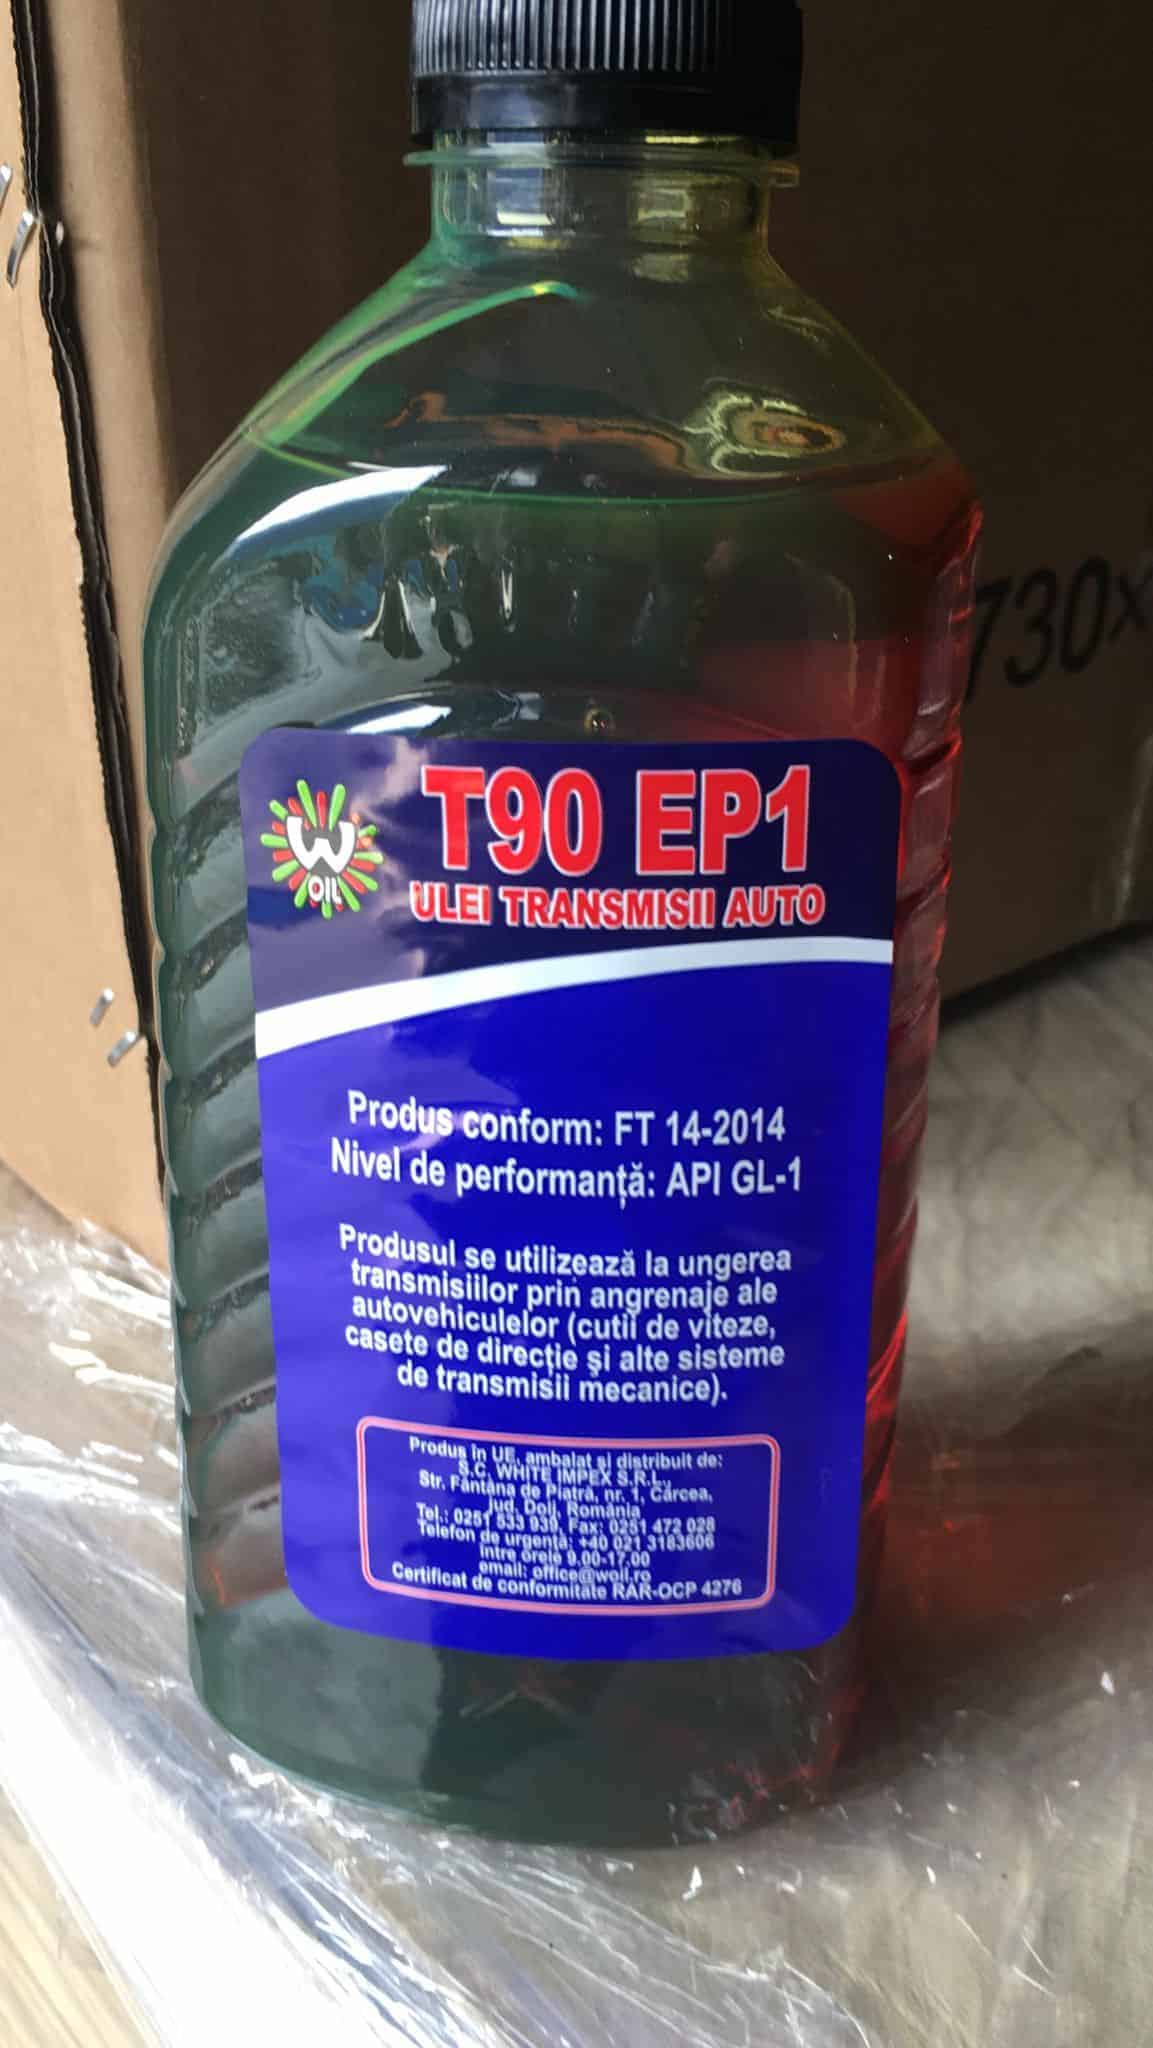 730x
W
OIL
T90 EP1
ULEI TRANSMISII AUTO
Produs conform: FT 14-2014
Nivel de performanță: API GL-1
Produsul se utilizează la ungerea
transmisiilor prin angrenaje ale
autovehiculelor (cutii de viteze,
casete de direcție și alte sisteme
de transmisii mecanice).
Produs în UE, ambalat și distribuit de:
S.C. WHITE IMPEX S.R.L.,
Str. Fântâna de Piatră, nr. 1, Cârcea,
jud. Dolj, România
Tel.: 0251 533 939, Fax: 0251 472 028
Telefon de urgență: +40 021 3183606
între orele 9.00-17.00
email: office@woil.ro
Certificat de conformitate RAR-OCP 4276